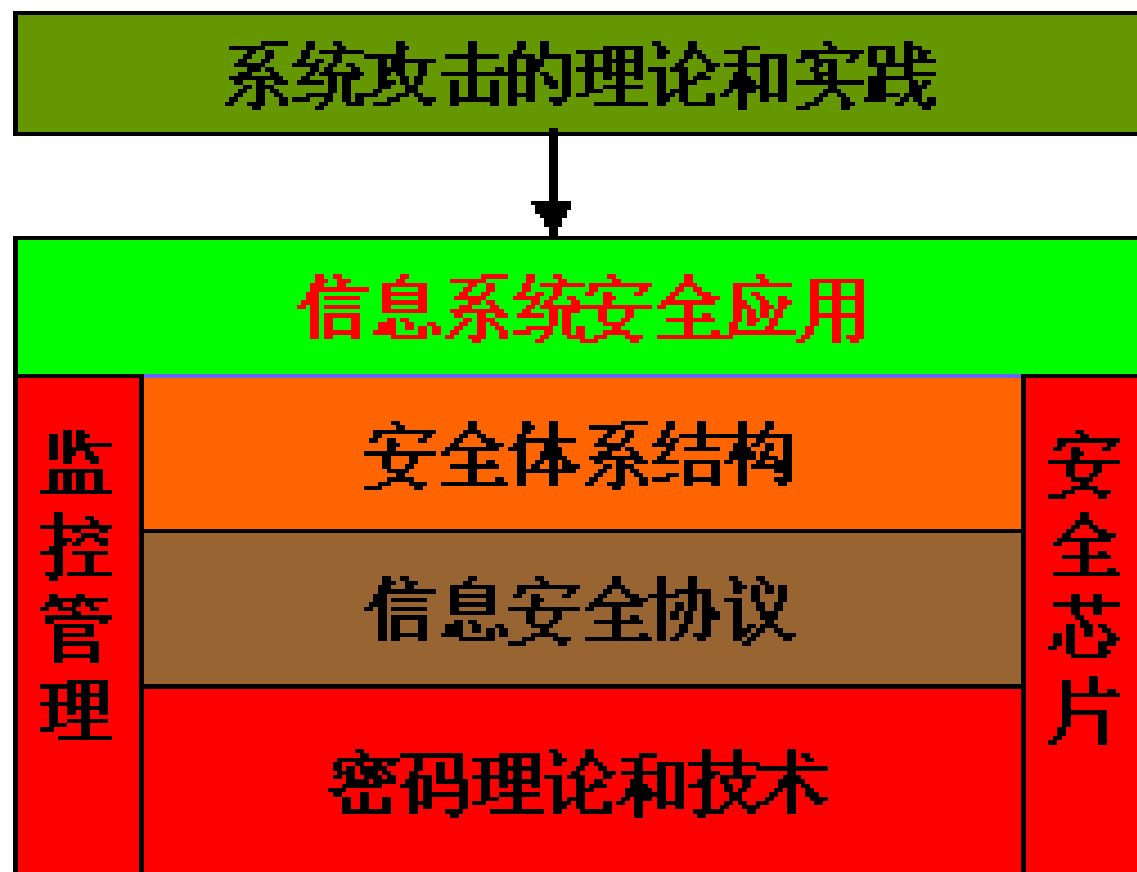 系统攻击的理论和实践
信息系统安全应用
监控管理
安全体系结构
信息安全协议
密码理论和技术
安全芯片